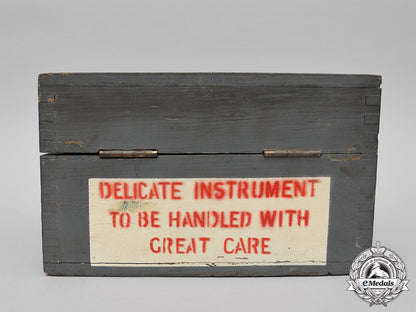 DELICATE INSTRUMENT
TO BE HANDLED WITH
GREAT CARE
eMedals